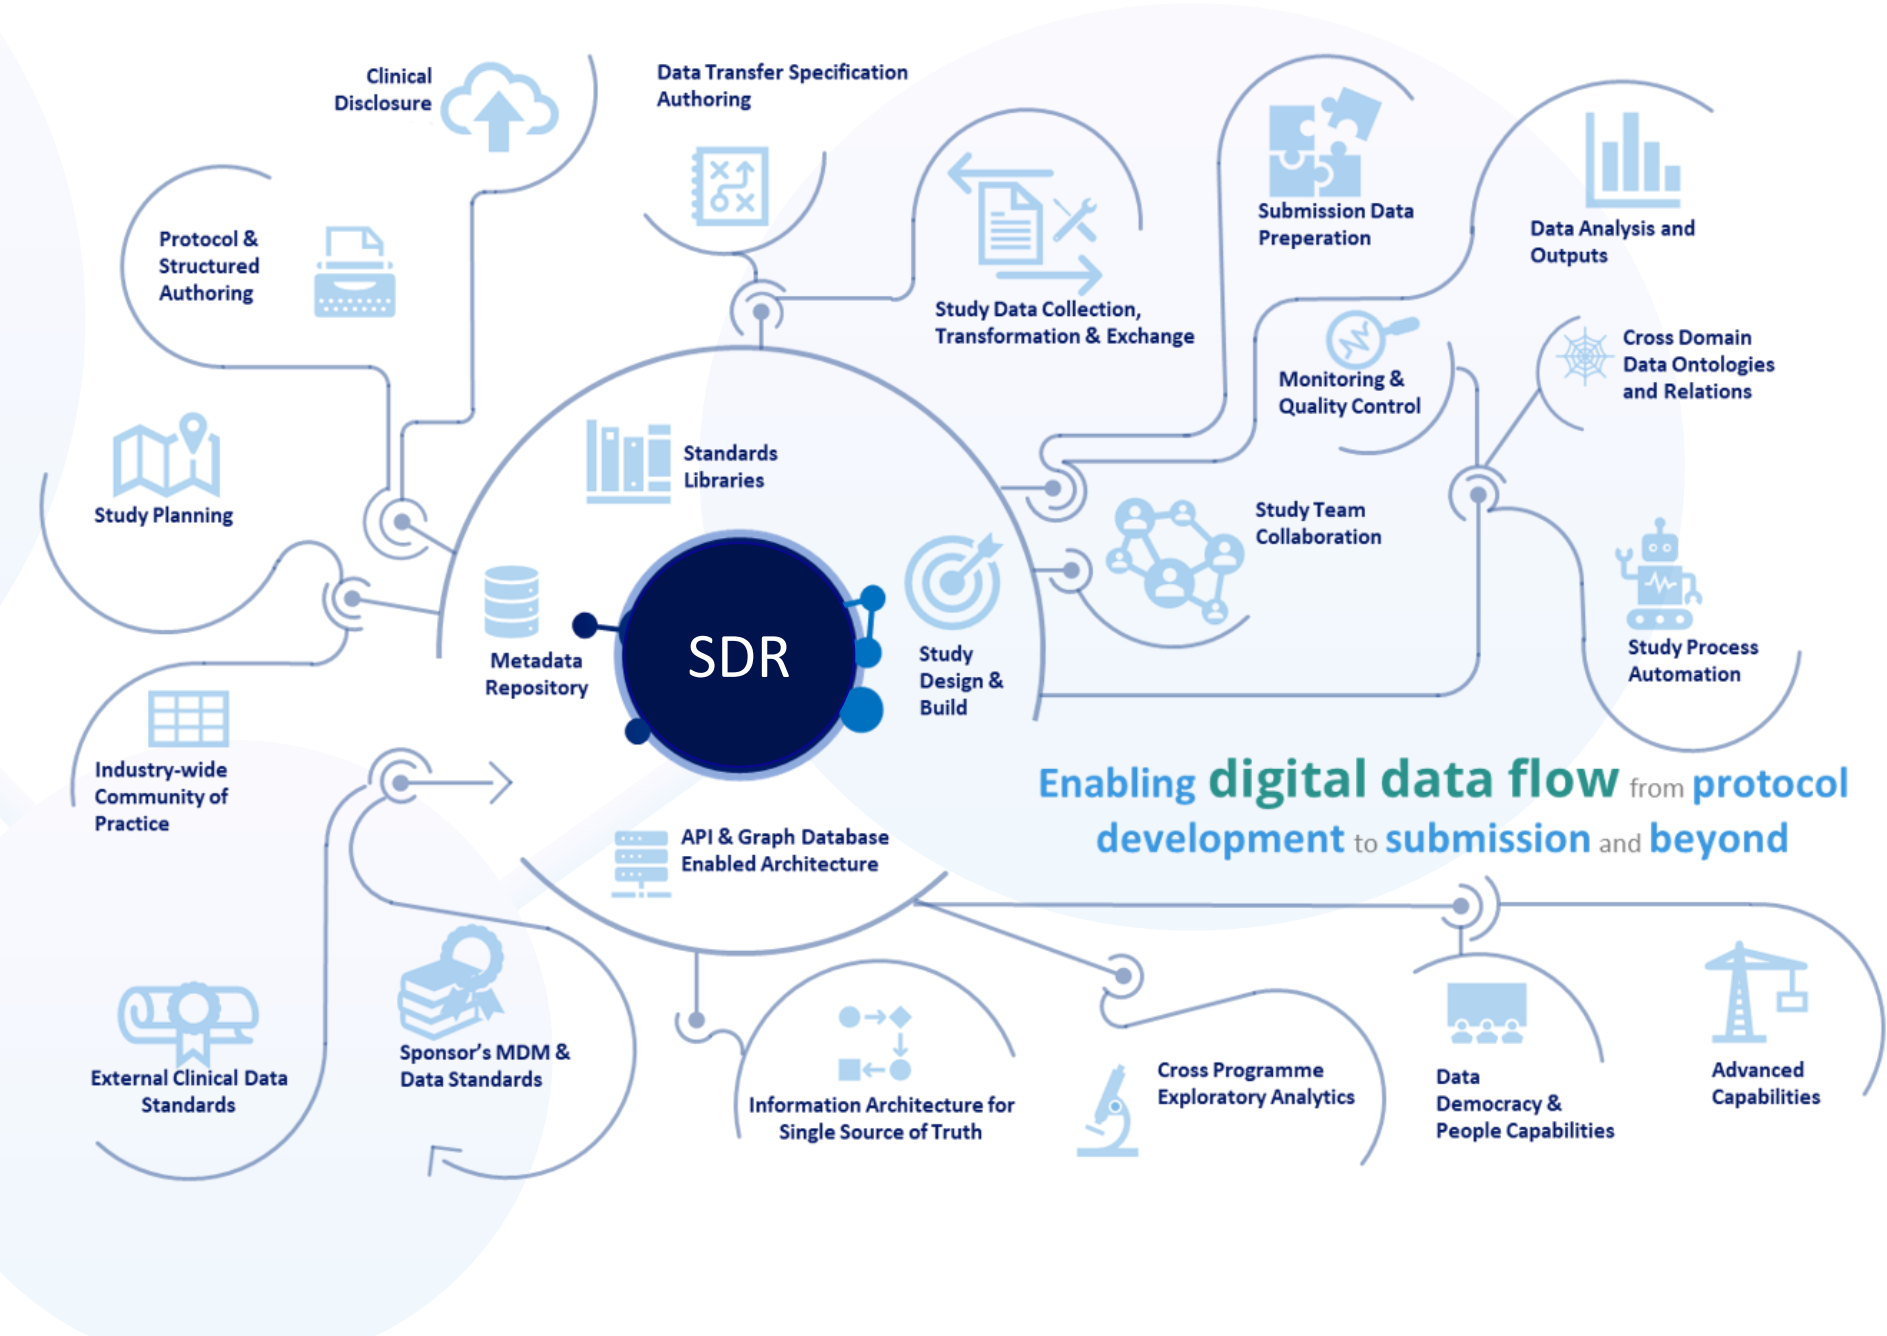 Clinical
Disclosure
Data Transfer Specification
Authoring
Protocol &
Structured
Authoring
Submission Data
Preperation
Data Analysis and
Outputs
Study Data Collection,
Transformation & Exchange
Monitoring &
Quality Control
Cross Domain
Data Ontologies
and Relations
Study Planning
Standards
Libraries
Study Team
Collaboration
Metadata
Repository
SDR
Study
Design &
Build
Study Process
Automation
Industry-wide
Community of
Practice
Enabling digital data flow from protocol
development to submission and beyond
API & Graph Database
Enabled Architecture
External Clinical Data
Standards
Sponsor’s MDM &
Data Standards
Information Architecture for
Single Source of Truth
Cross Programme
Exploratory Analytics
Data
Democracy &
People Capabilities
Advanced
Capabilities